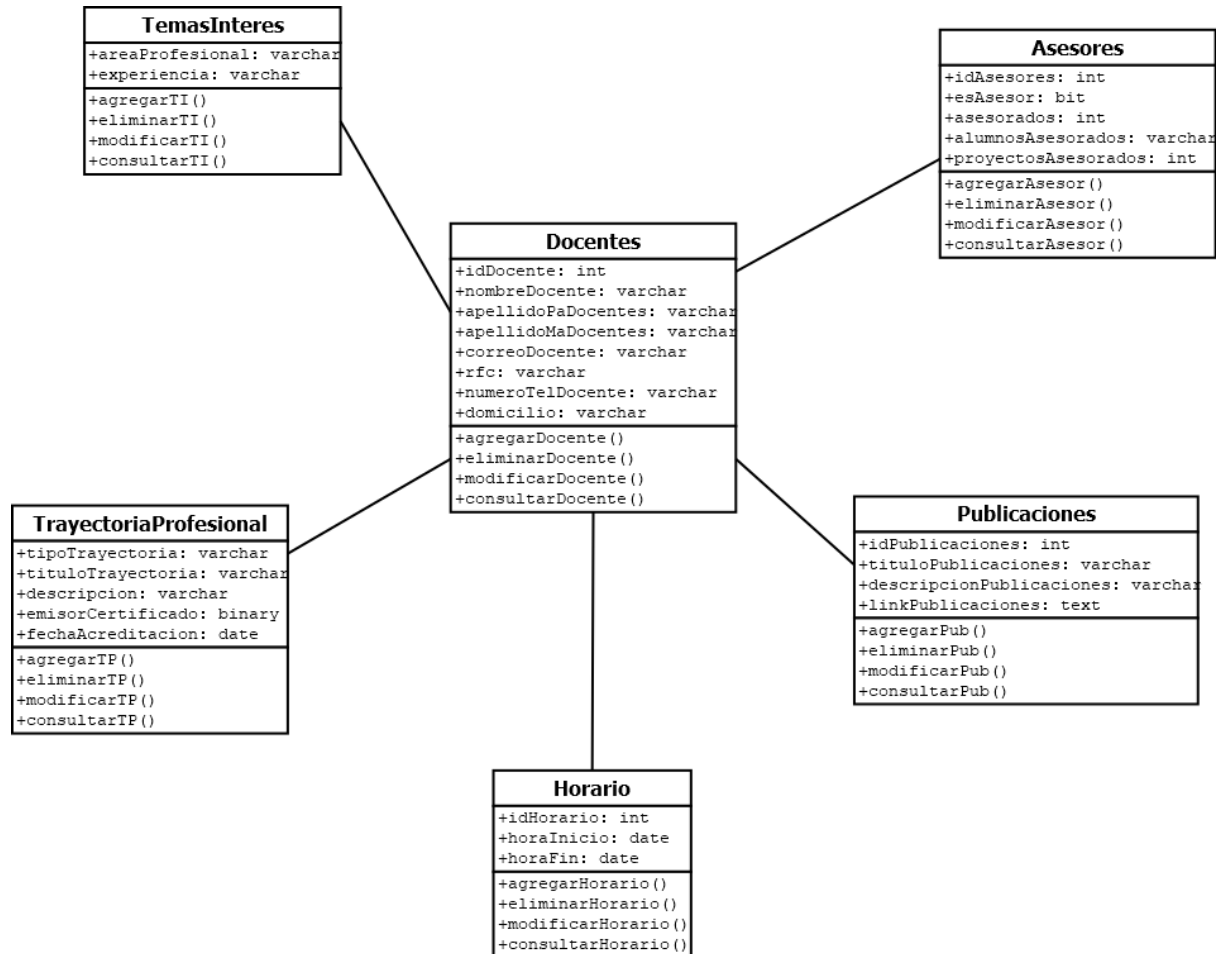 TemasInteres
+areaProfesional: varchar
+experiencia: varchar
+agregarTI()
+eliminarTI()
+modificarTI()
+consultarTI()
Asesores
+idAsesores: int
+esAsesor: bit
+asesorados: int
+alumnosAsesorados: varchar
+proyectosAsesorados: int
+agregarAsesor()
+eliminarAsesor()
+modificarAsesor()
+consultarAsesor()
Docentes
+idDocente: int
+nombreDocente: varchar
+apellidoPaDocentes: varchar
+apellidoMaDocentes: varchar
+correoDocente: varchar
+rfc: varchar
+numeroTelDocente: varchar
+domicilio: varchar
+agregarDocente()
+eliminarDocente()
+modificarDocente()
+consultarDocente()
TrayectoriaProfesional
+tipoTrayectoria: varchar
+tituloTrayectoria: varchar
+descripcion: varchar
+emisorCertificado: binary
+fechaAcreditacion: date
+agregarTP()
+eliminarTP()
+modificarTP()
+consultarTP()
Publicaciones
+idPublicaciones: int
+tituloPublicaciones: varchar
+descripcionPublicaciones: varchar
+linkPublicaciones: text
+agregarPub()
+eliminarPub()
+modificarPub()
+consultarPub()
Horario
+idHorario: int
+horaInicio: date
+horaFin: date
+agregarHorario()
+eliminarHorario()
+modificarHorario()
+consultarHorario()